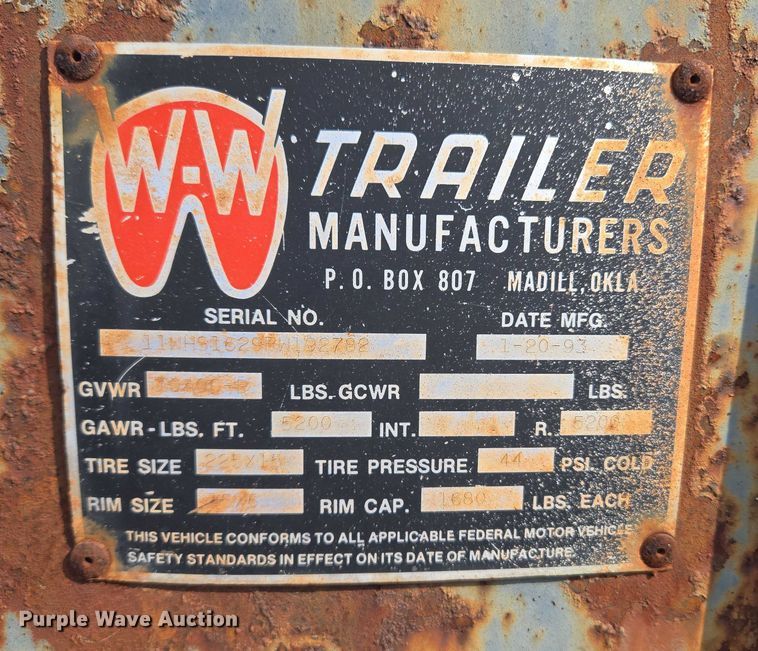 W-W
TRAILER
MANUFACTURERS
P. O. BOX 807 MADILL, OKLA.
SERIAL NO. DATE MFG.
1-20-93
GVWR LBS. GCWR LBS.
GAWR-LBS. FT. 5200 INT. R. 5200
TIRE SIZE 225X15 TIRE PRESSURE 44 PSI. COLD
RIM SIZE RIM CAP. 1680 LBS. EACH
THIS VEHICLE CONFORMS TO ALL APPLICABLE FEDERAL MOTOR VEHICLE
SAFETY STANDARDS IN EFFECT ON ITS DATE OF MANUFACTURE.
Purple Wave Auction